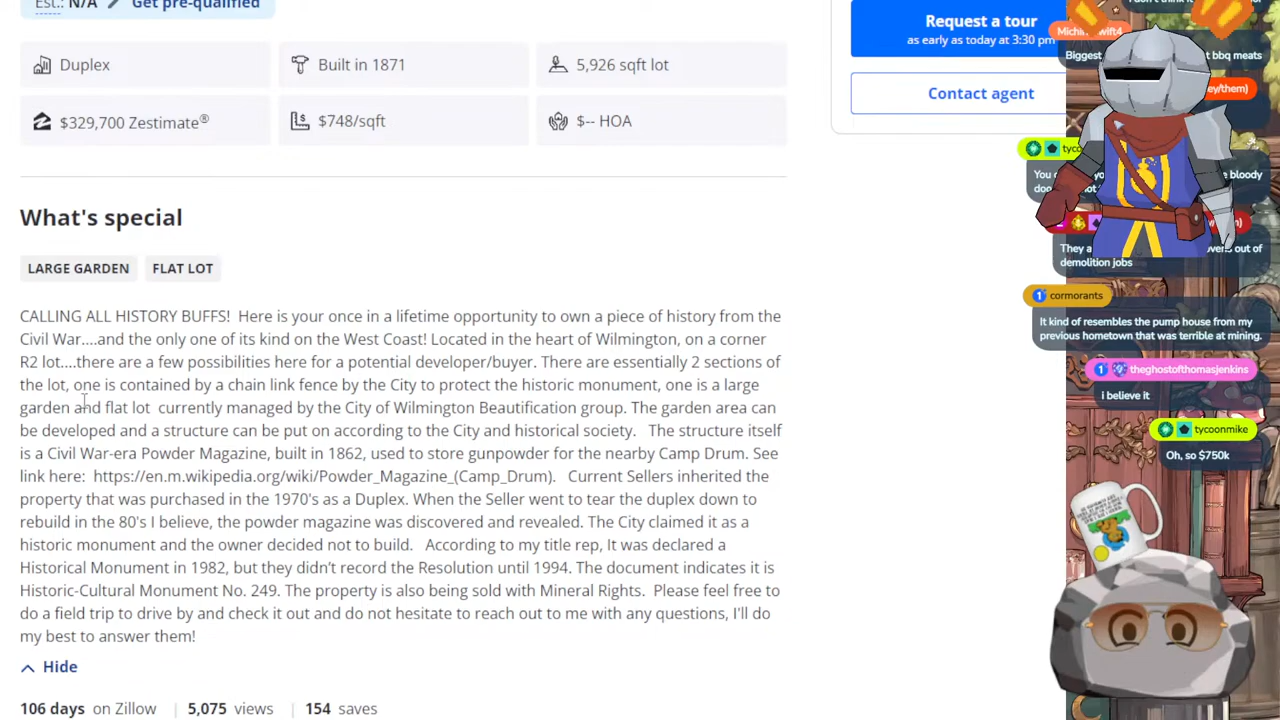 Est.: N/A Get pre-qualified
Request a tour
as early as today at 3:30 pm
Contact agent
Duplex
Built in 1871
5,926 sqft lot
$329,700 Zestimate®
$748/sqft
$-- HOA
What's special
LARGE GARDEN
FLAT LOT
CALLING ALL HISTORY BUFFS! Here is your once in a lifetime opportunity to own a piece of history from the
Civil War....and the only one of its kind on the West Coast! Located in the heart of Wilmington, on a corner
R2 lot....there are a few possibilities here for a potential developer/buyer. There are essentially 2 sections of
the lot, one is contained by a chain link fence by the City to protect the historic monument, one is a large
garden and flat lot currently managed by the City of Wilmington Beautification group. The garden area can
be developed and a structure can be put on according to the City and historical society. The structure itself
is a Civil War-era Powder Magazine, built in 1862, used to store gunpowder for the nearby Camp Drum. See
link here: https://en.m.wikipedia.org/wiki/Powder_Magazine_(Camp_Drum). Current Sellers inherited the
property that was purchased in the 1970's as a Duplex. When the Seller went to tear the duplex down to
rebuild in the 80's I believe, the powder magazine was discovered and revealed. The City claimed it as a
historic monument and the owner decided not to build. According to my title rep, It was declared a
Historical Monument in 1982, but they didn't record the Resolution until 1994. The document indicates it is
Historic-Cultural Monument No. 249. The property is also being sold with Mineral Rights. Please feel free to
do a field trip to drive by and check it out and do not hesitate to reach out to me with any questions, I'll do
my best to answer them!
Hide
106 days on Zillow
5,075 views
154 saves
Biggest
t bbq meats
ey/them)
tyco
You
bloody
doo
not
They a
out of
demolition jobs
1 cormorants
It kind of resembles the pump house from my
previous hometown that was terrible at mining.
1 theghostofthomasjenkins
i believe it
tycoonmike
Oh, so $750k